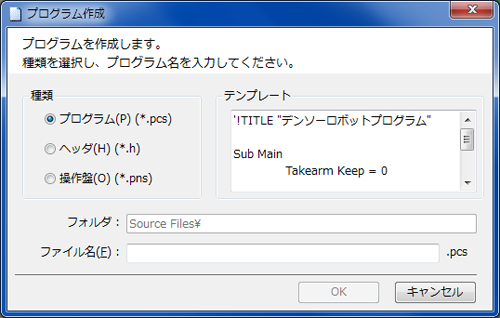 プログラム作成
プログラムを作成します。
種類を選択し、プログラム名を入力してください。
種類
プログラム(P) (*.pcs)
ヘッダ(H) (*.h)
操作盤(O) (*.pns)
テンプレート
'!TITLE "デンソーロボットプログラム"
Sub Main
Takearm Keep = 0
フォルダ：
Source Files¥
ファイル名(F)：
.pcs
OK
キャンセル